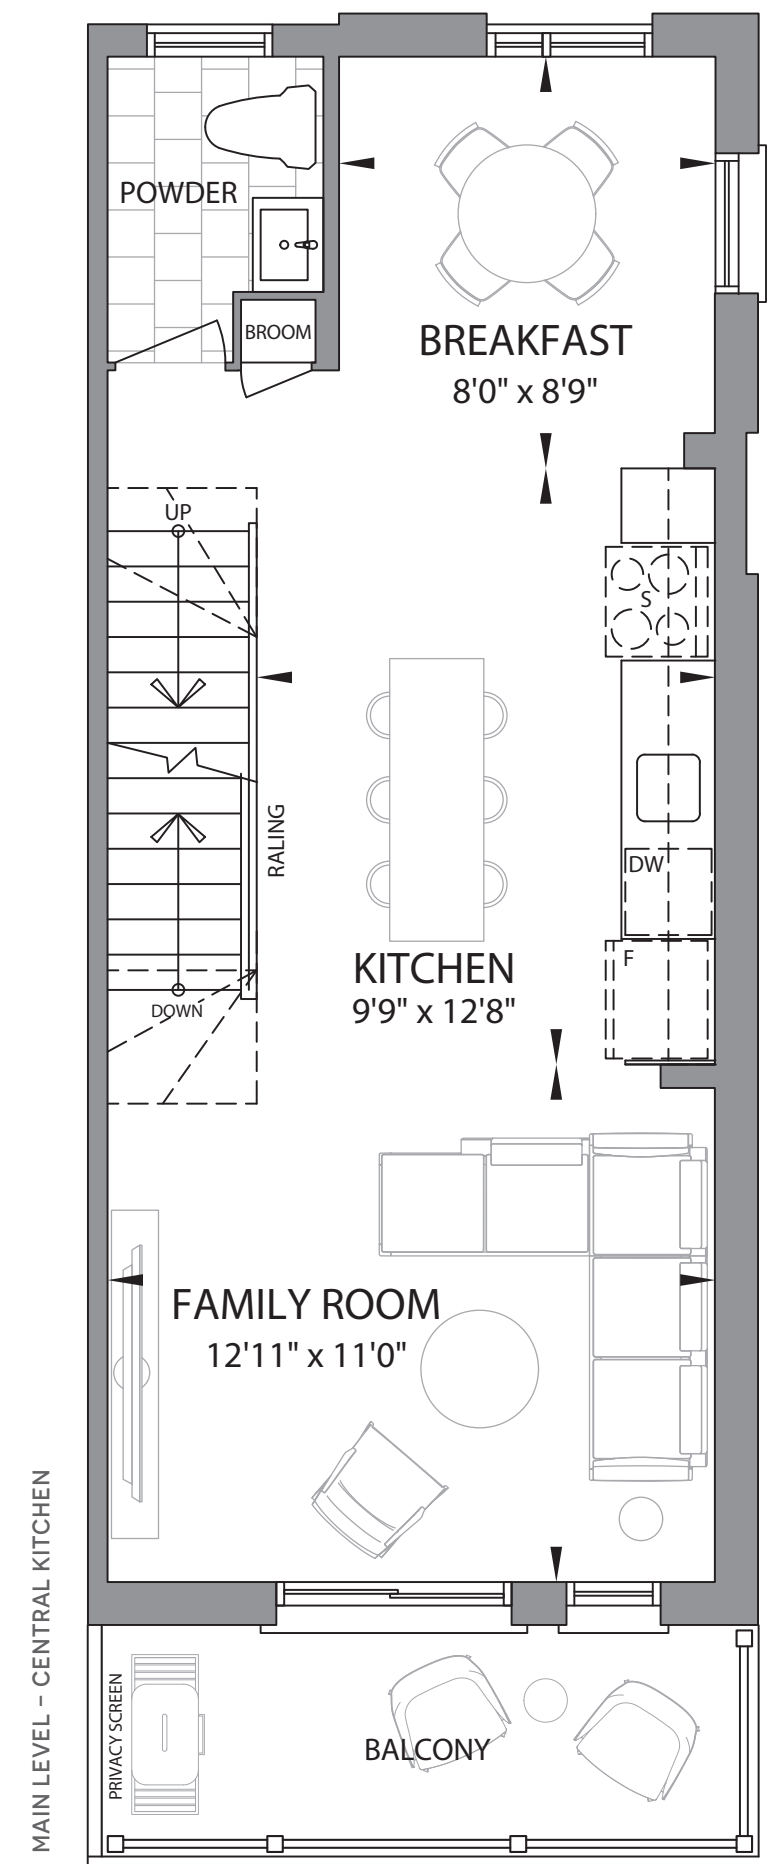 POWDER
BROOM
BREAKFAST
8'0" x 8'9"
UP
S
RALING
DW
F
KITCHEN
9'9" x 12'8"
DOWN
FAMILY ROOM
12'11" x 11'0"
MAIN LEVEL – CENTRAL KITCHEN
PRIVACY SCREEN
BALCONY